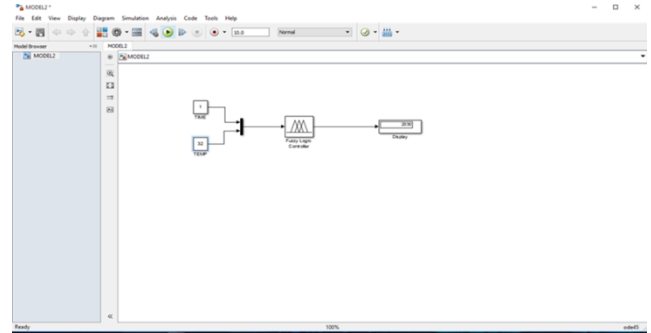 MODEL2 *
File Edit View Display Diagram Simulation Analysis Code Tools Help
10.0 Normal
Model Browser MODEL2
MODEL2 MODEL2
1
TIME
Fuzzy Logic
Controller
Display
TEMP
Ready 100% ode45